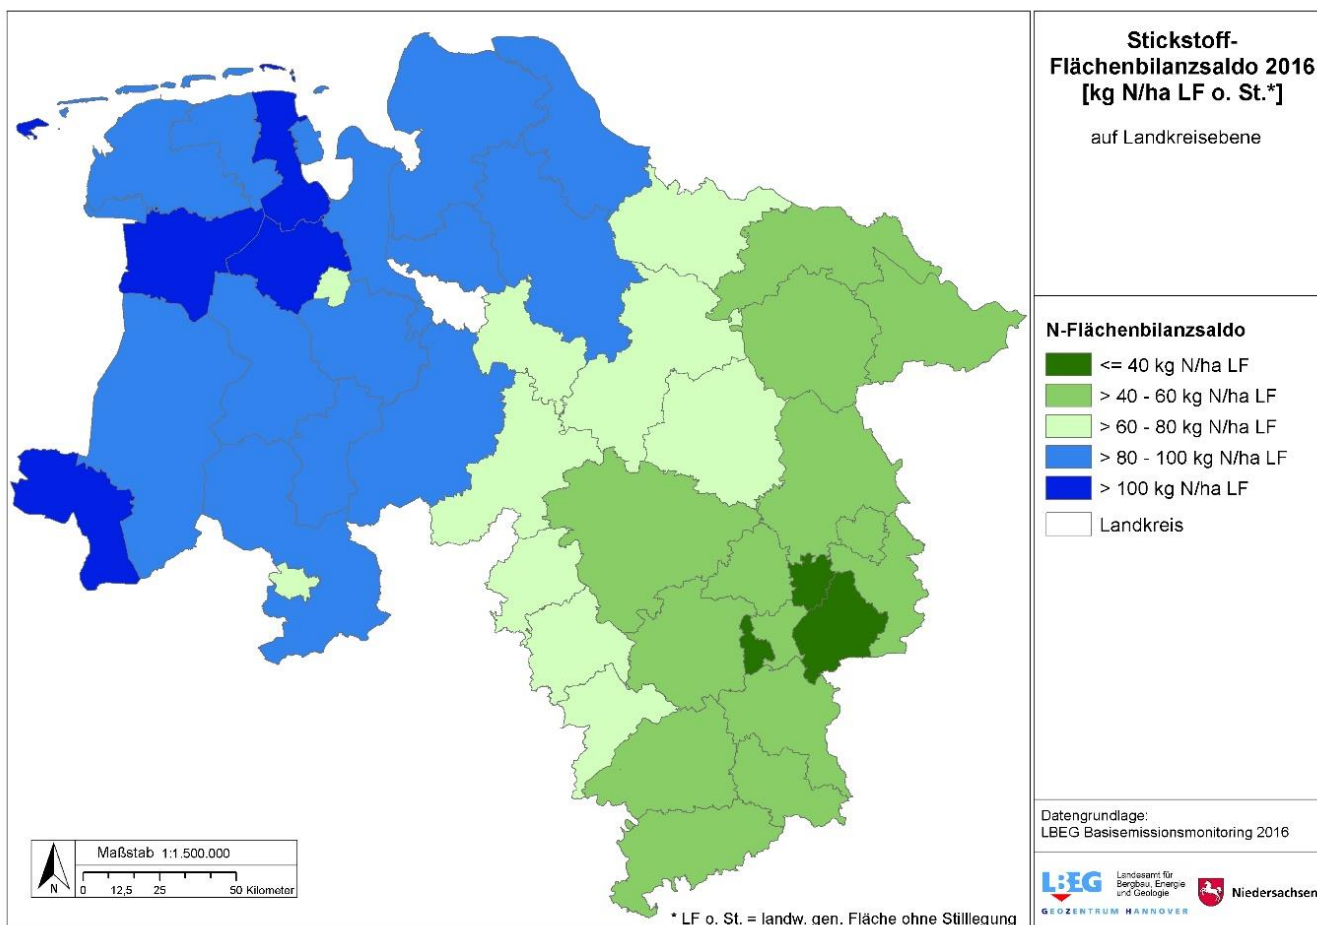 Stickstoff-
Flächenbilanzsaldo 2016
[kg N/ha LF o. St.*]
auf Landkreisebene
N-Flächenbilanzsaldo
<= 40 kg N/ha LF
> 40 - 60 kg N/ha LF
> 60 - 80 kg N/ha LF
> 80 - 100 kg N/ha LF
> 100 kg N/ha LF
Landkreis
Datengrundlage:
LBEG Basisemissionsmonitoring 2016
LBEG
Landesamt für
Bergbau, Energie
und Geologie
GEOZENTRUM HANNOVER
Niedersachsen
N
Maßstab 1:1.500.000
0 12,5 25 50 Kilometer
* LF o. St. = landw. gen. Fläche ohne Stilllegung